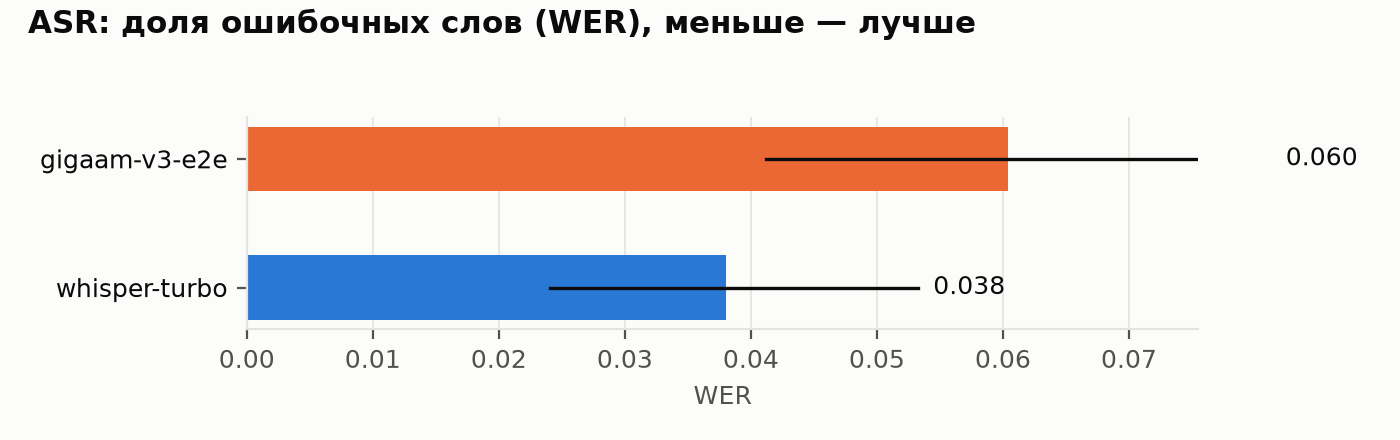 ASR: доля ошибочных слов (WER), меньше — лучше
gigaam-v3-e2e
0.060
whisper-turbo
0.038
0.00 0.01 0.02 0.03 0.04 0.05 0.06 0.07
WER